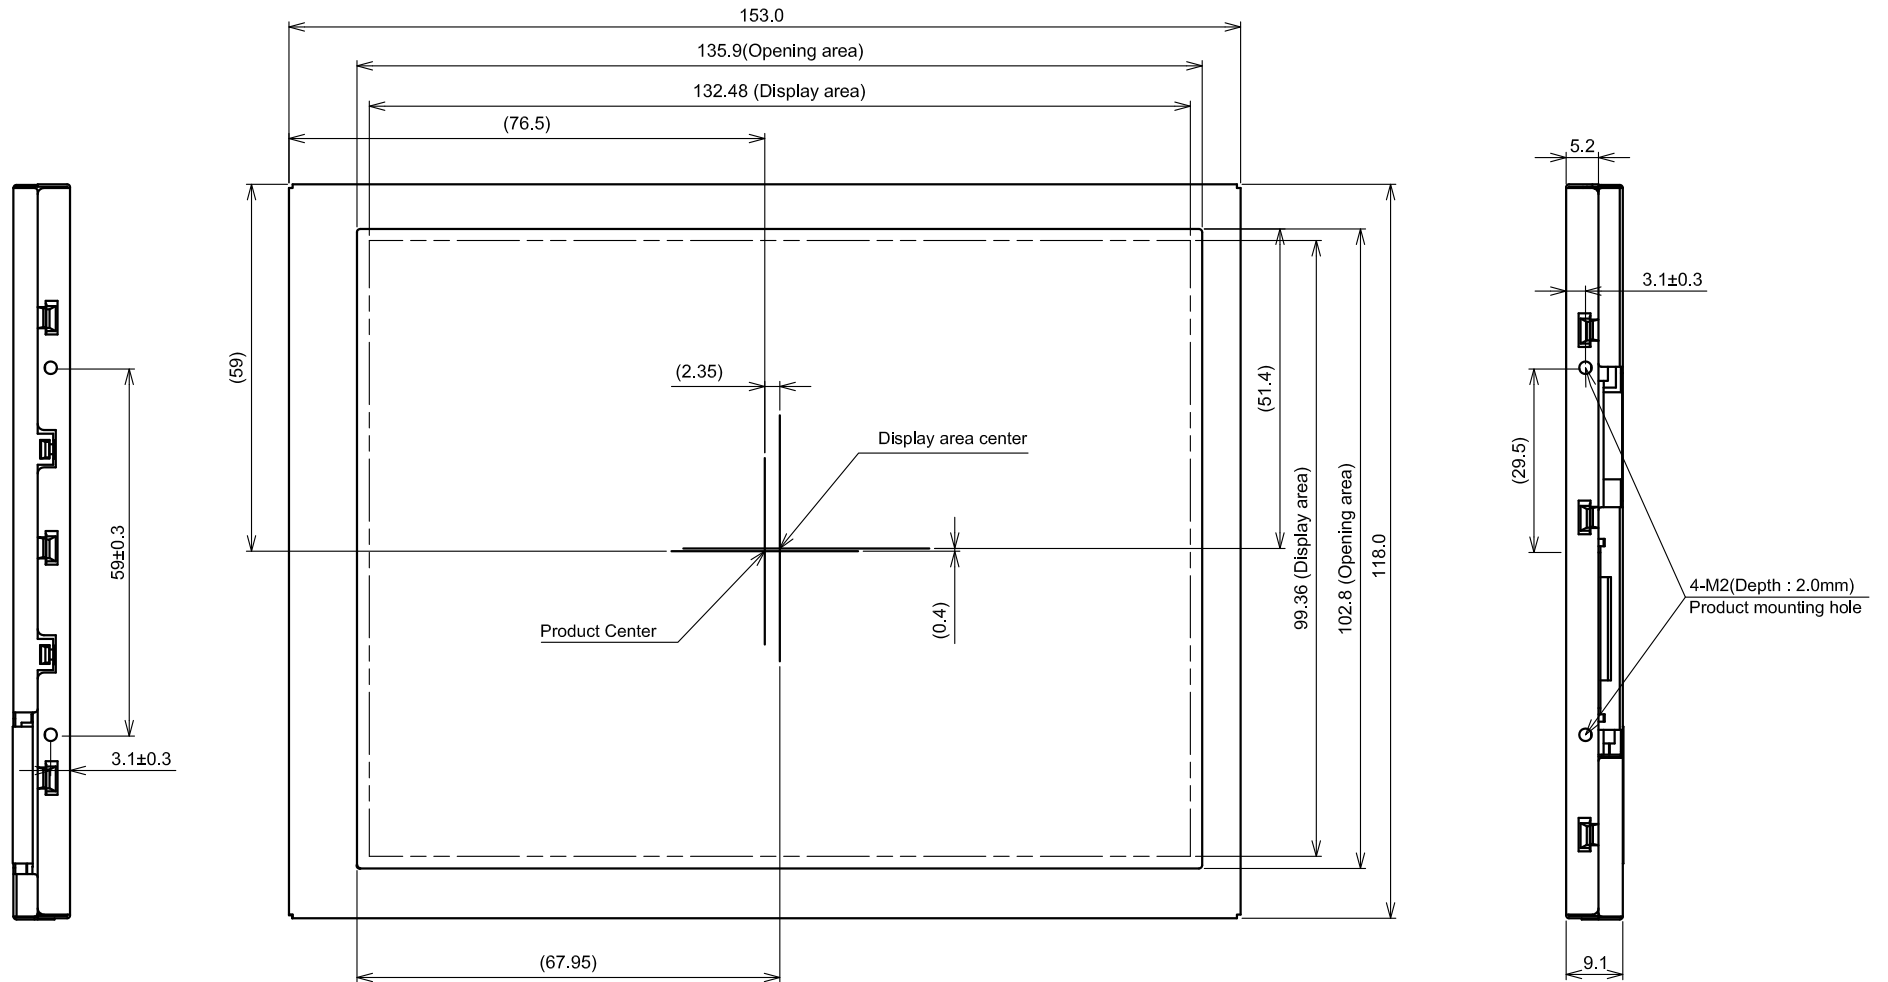 153.0
135.9(Opening area)
132.48 (Display area)
(76.5)
5.2
3.1±0.3
(59)
(2.35)
(51.4)
Display area center
(29.5)
59±0.3
99.36 (Display area)
102.8 (Opening area)
118.0
4-M2(Depth : 2.0mm)
Product mounting hole
(0.4)
Product Center
3.1±0.3
(67.95)
9.1